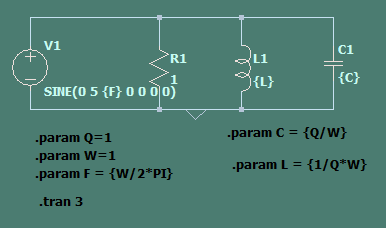 V1
R1
L1
C1
1
{L}
{C}
SINE(0 5 {F} 0 0 0 0)
.param Q=1
.param W=1
.param F = {W/2*PI}
.tran 3
.param C = {Q/W}
.param L = {1/Q*W}